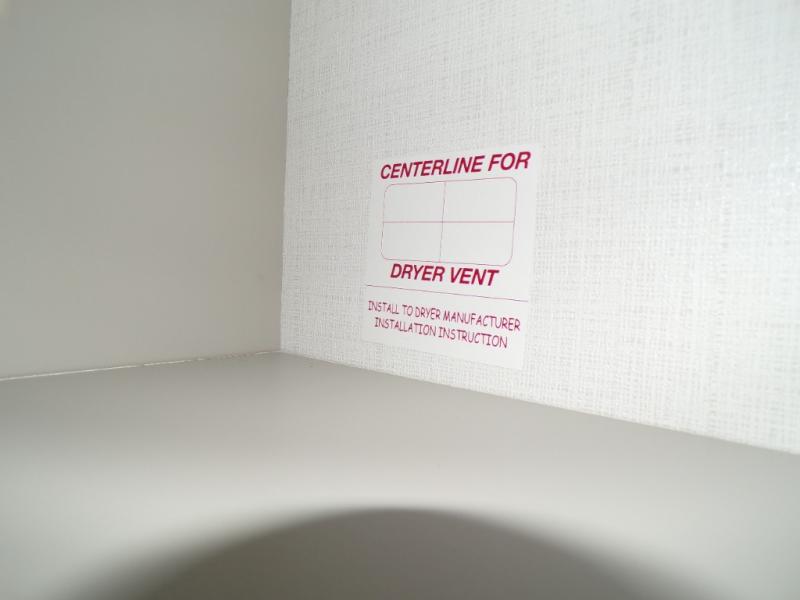 CENTERLINE FOR
DRYER VENT
INSTALL TO DRYER MANUFACTURER
INSTALLATION INSTRUCTION